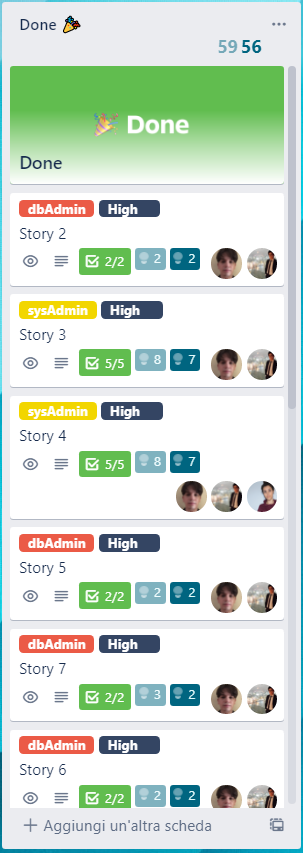 Done 🎉
59 56
🎉 Done
Done
dbAdmin High
Story 2
2/2 2 2
sysAdmin High
Story 3
5/5 8 7
sysAdmin High
Story 4
5/5 8 7
dbAdmin High
Story 5
2/2 2 2
dbAdmin High
Story 7
2/2 3 2
dbAdmin High
Story 6
2/2 2 2
+ Aggiungi un'altra scheda